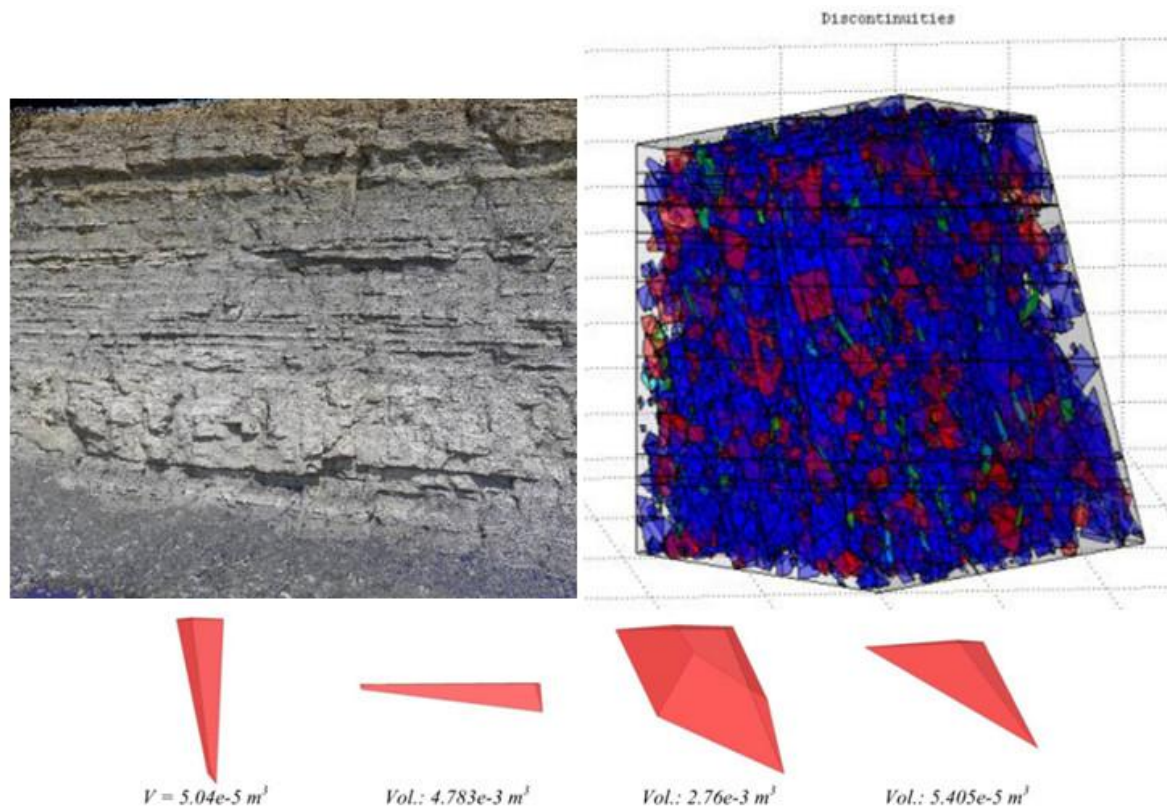 Discontinuities
V = 5.04e-5 m³
Vol.: 4.783e-3 m³
Vol.: 2.76e-3 m³
Vol.: 5.405e-5 m³